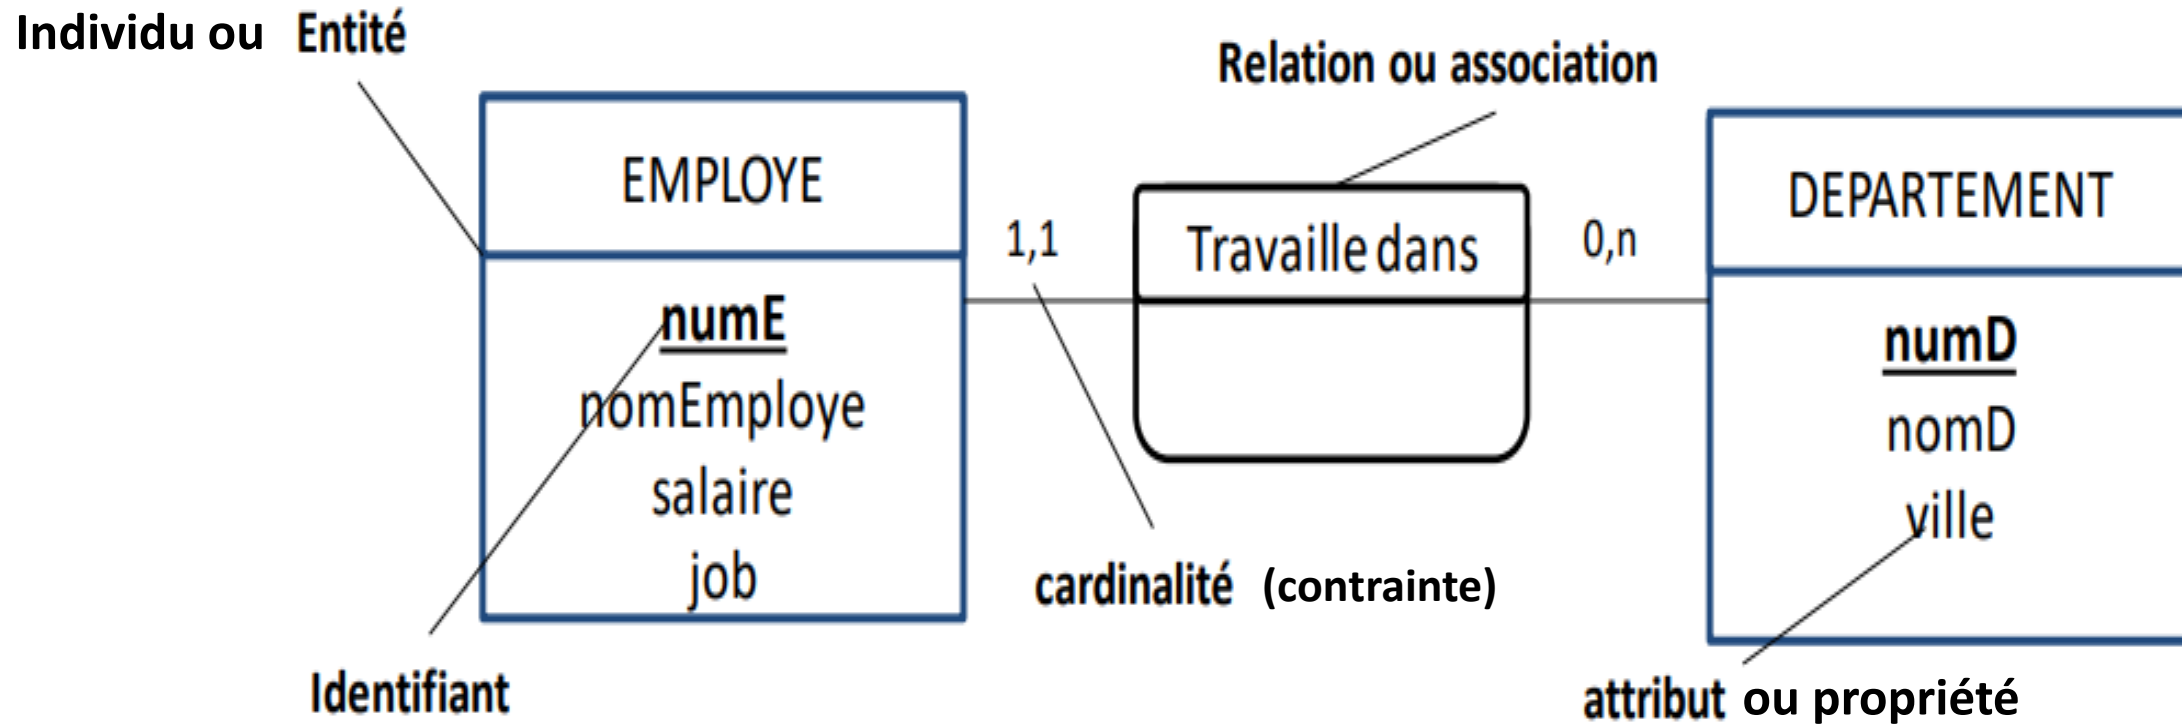 Individu ou Entité
Relation ou association
EMPLOYE
DEPARTEMENT
1,1
Travaille dans
0,n
numE
nomEmploye
salaire
job
numD
nomD
ville
cardinalité (contrainte)
Identifiant
attribut ou propriété